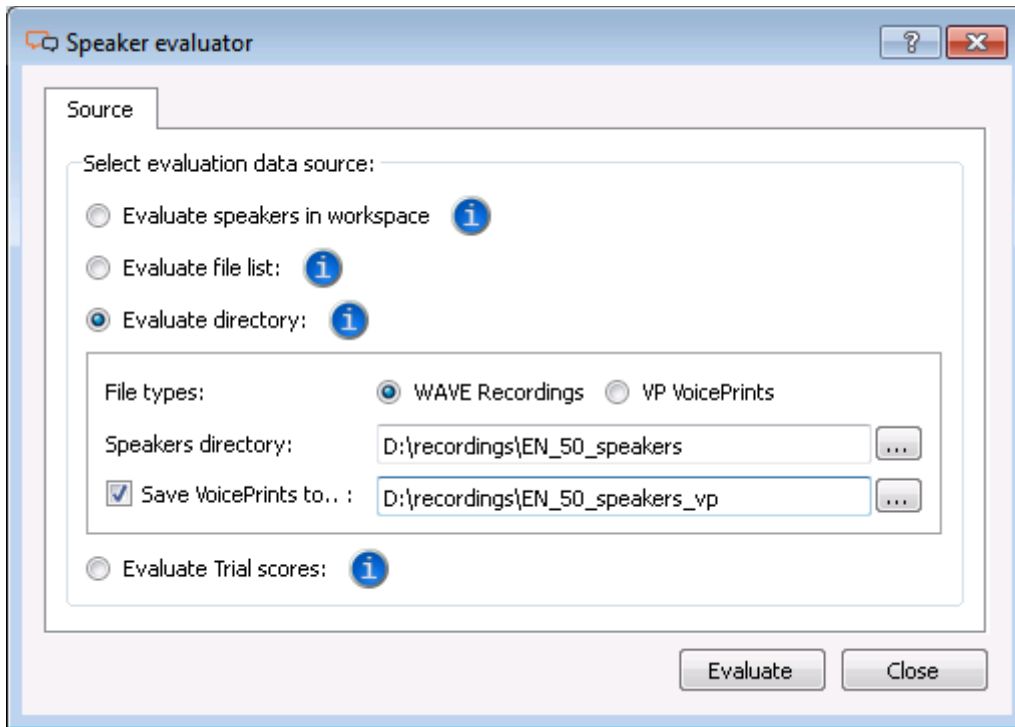 Speaker evaluator
Source
Select evaluation data source:
Evaluate speakers in workspace
Evaluate file list:
Evaluate directory:
File types: WAVE Recordings VP VoicePrints
Speakers directory: D:\recordings\EN_50_speakers ...
Save VoicePrints to.. : D:\recordings\EN_50_speakers_vp ...
Evaluate Trial scores:
Evaluate Close